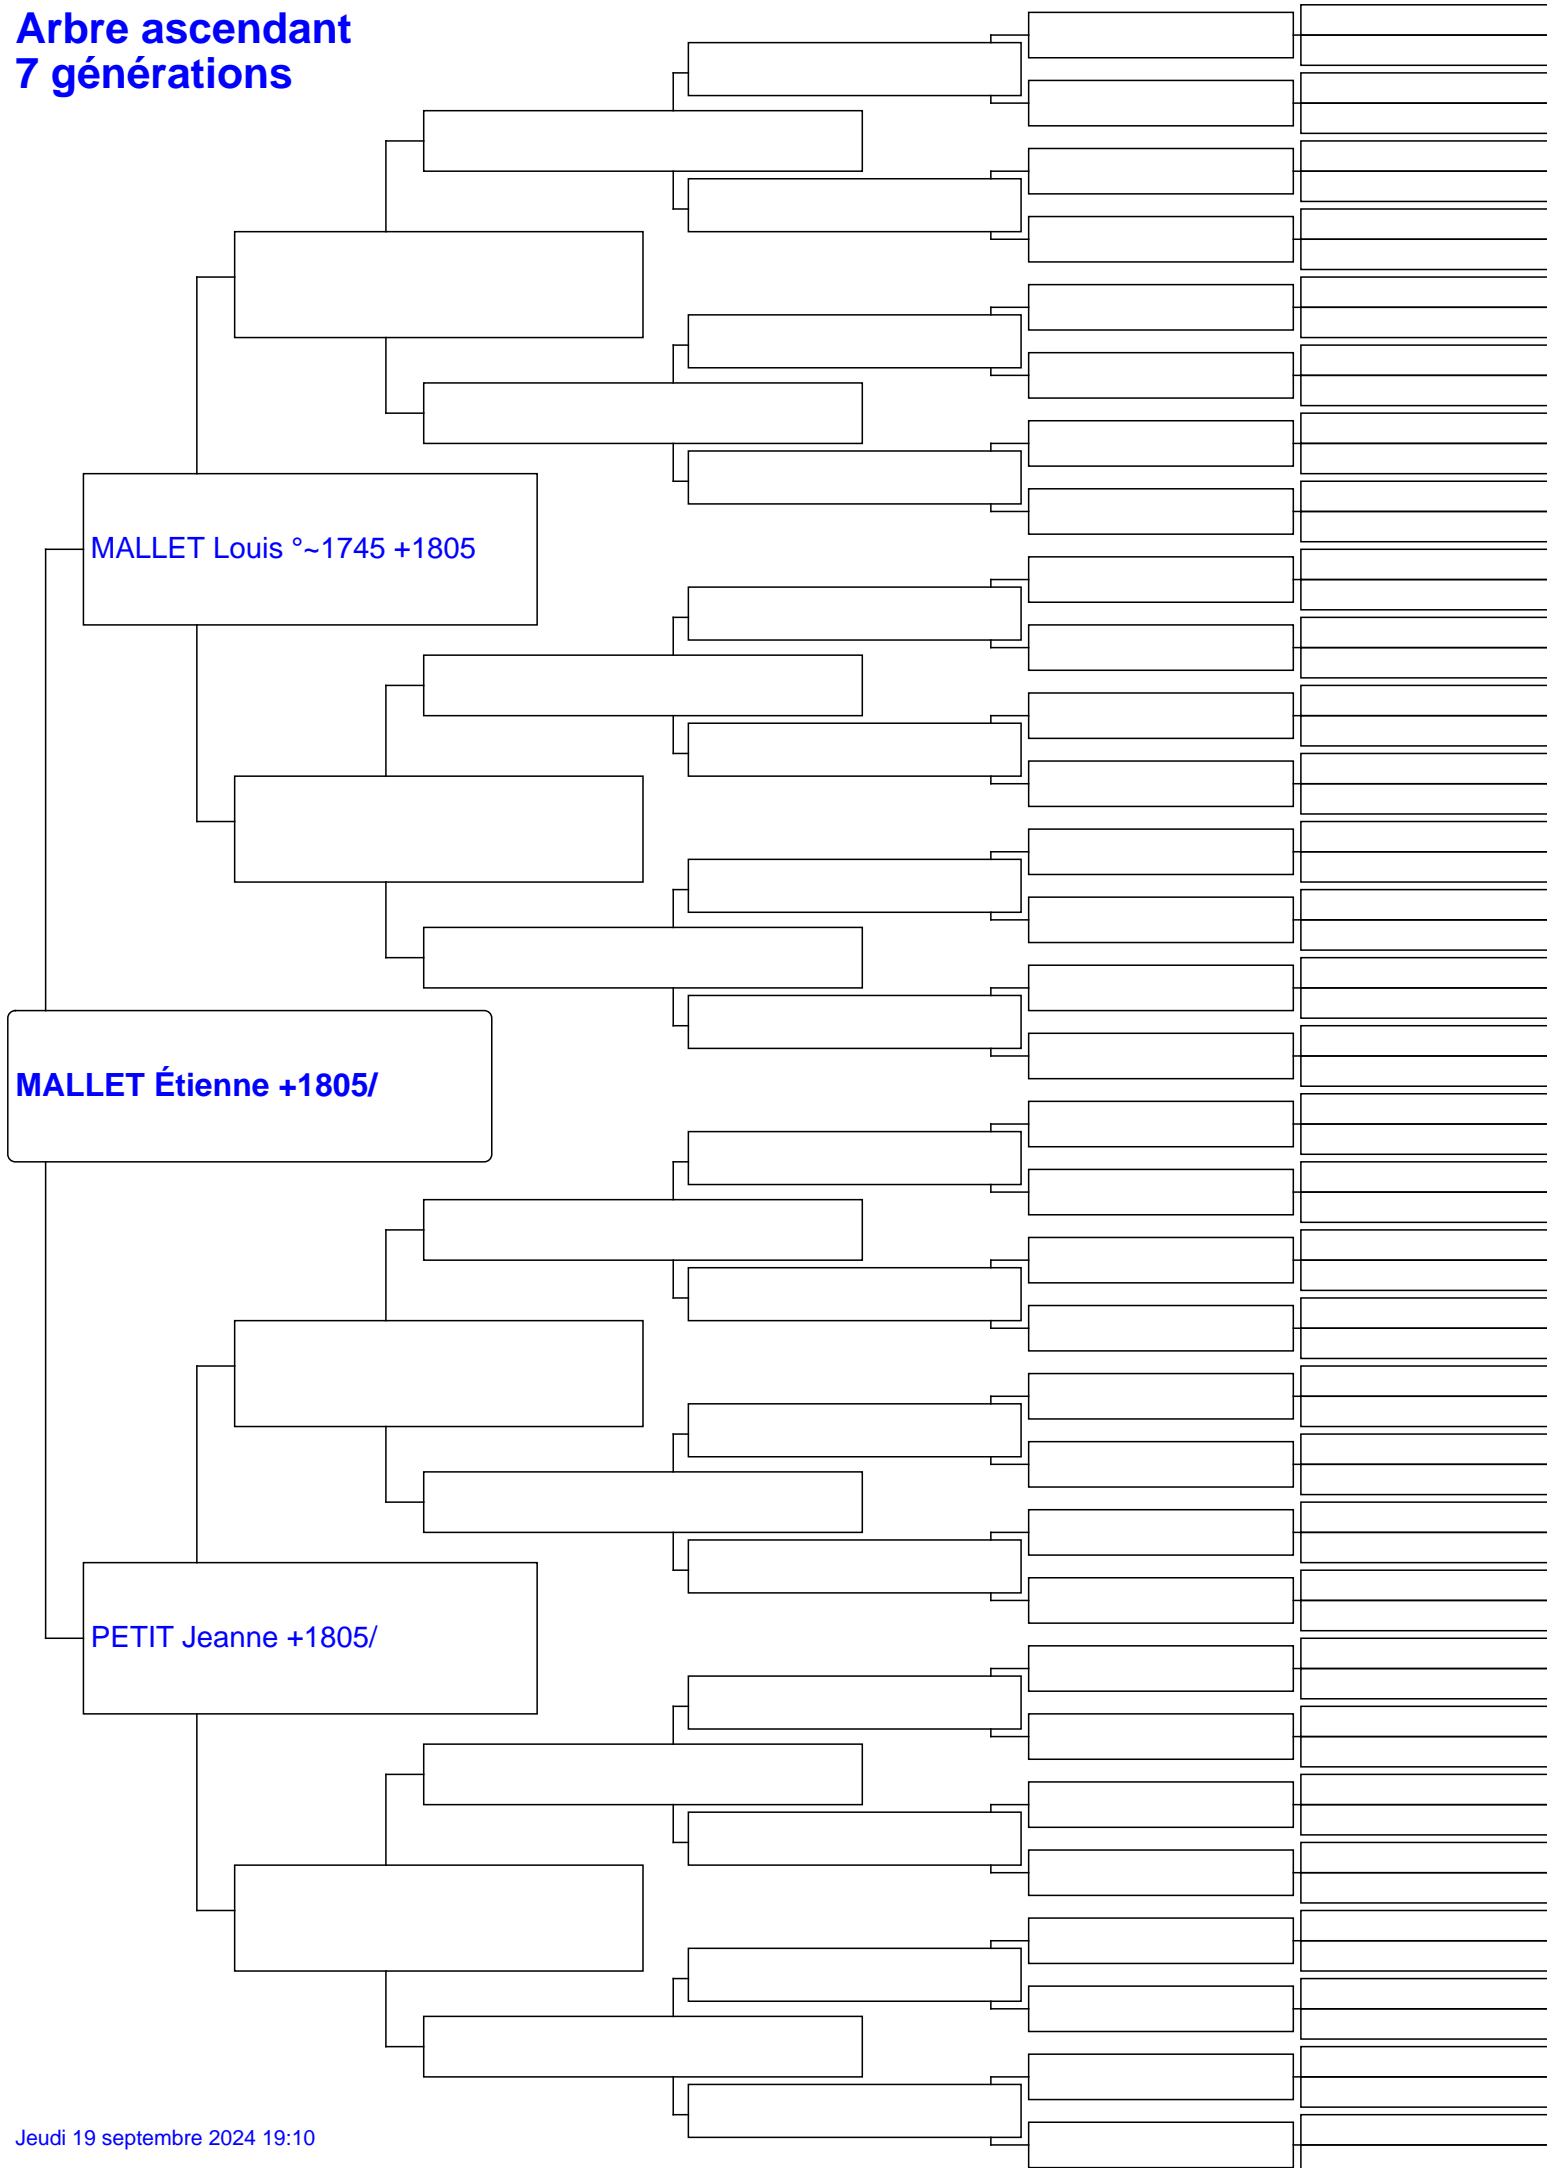 Arbre ascendant
7 générations
MALLET Louis °~1745 +1805
MALLET Étienne +1805/
PETIT Jeanne +1805/
Jeudi 19 septembre 2024 19:10